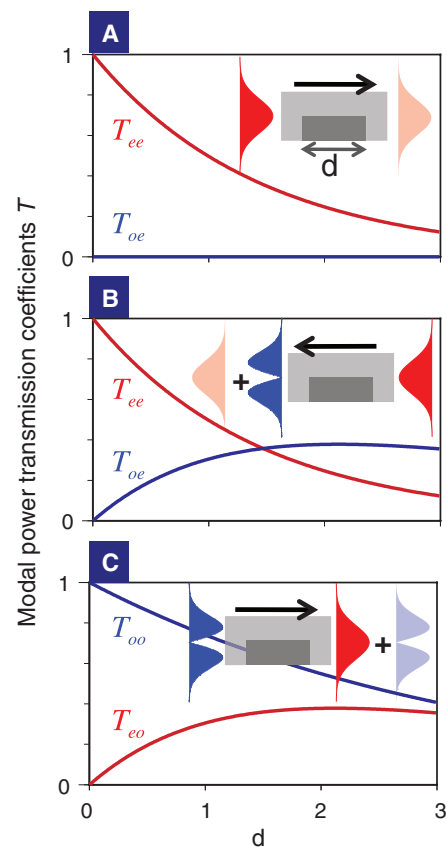 Modal power transmission coefficients T
A
1
T_ee
d
T_oe
0
B
1
T_ee
+
T_oe
0
C
1
T_oo
+
T_eo
0
0 1 2 3
d